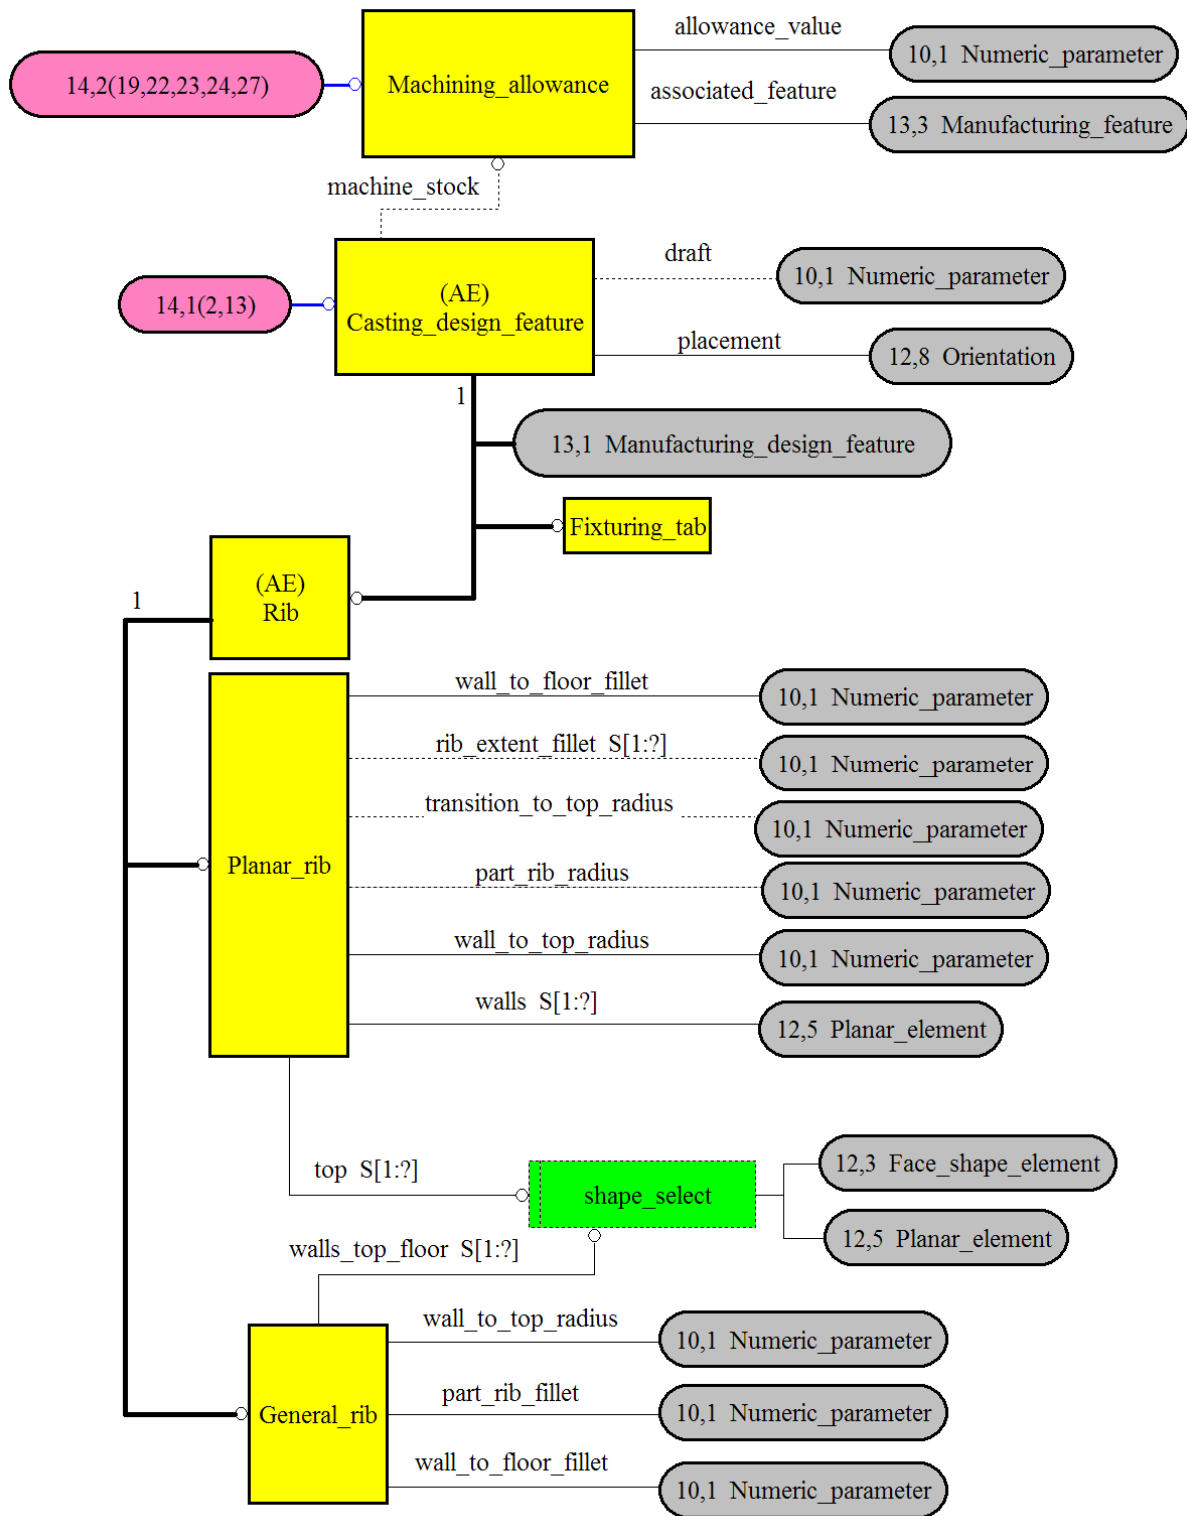 allowance_value
10,1 Numeric_parameter
14,2(19,22,23,24,27)
Machining_allowance
associated_feature
13,3 Manufacturing_feature
machine_stock
draft
10,1 Numeric_parameter
14,1(2,13)
(AE)
Casting_design_feature
placement
12,8 Orientation
1
13,1 Manufacturing_design_feature
Fixturing_tab
(AE)
Rib
1
wall_to_floor_fillet
10,1 Numeric_parameter
rib_extent_fillet S[1:?]
10,1 Numeric_parameter
transition_to_top_radius
10,1 Numeric_parameter
Planar_rib
part_rib_radius
10,1 Numeric_parameter
wall_to_top_radius
10,1 Numeric_parameter
walls S[1:?]
12,5 Planar_element
top S[1:?]
shape_select
12,3 Face_shape_element
12,5 Planar_element
walls_top_floor S[1:?]
wall_to_top_radius
10,1 Numeric_parameter
General_rib
part_rib_fillet
10,1 Numeric_parameter
wall_to_floor_fillet
10,1 Numeric_parameter